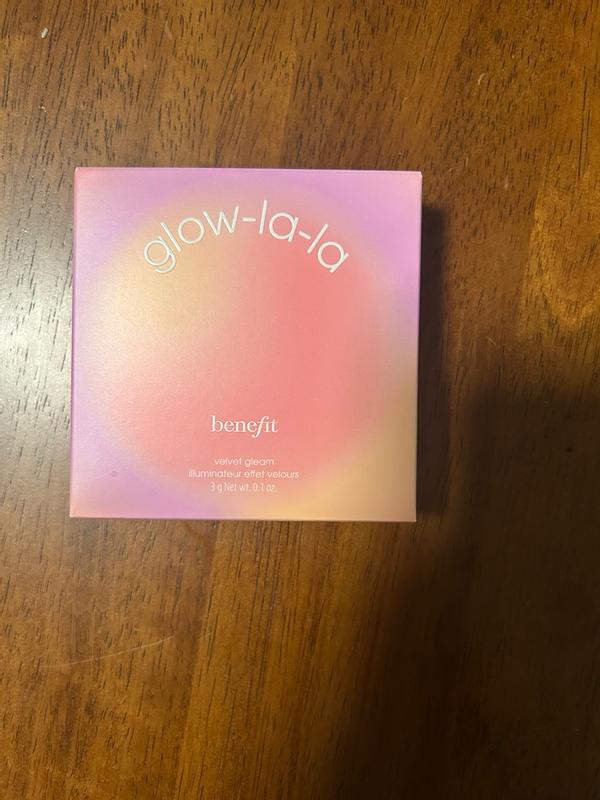 glow-la-la
benefit
velvet gleam
illuminateur effet velours
3 g Net wt. 0.1 oz.